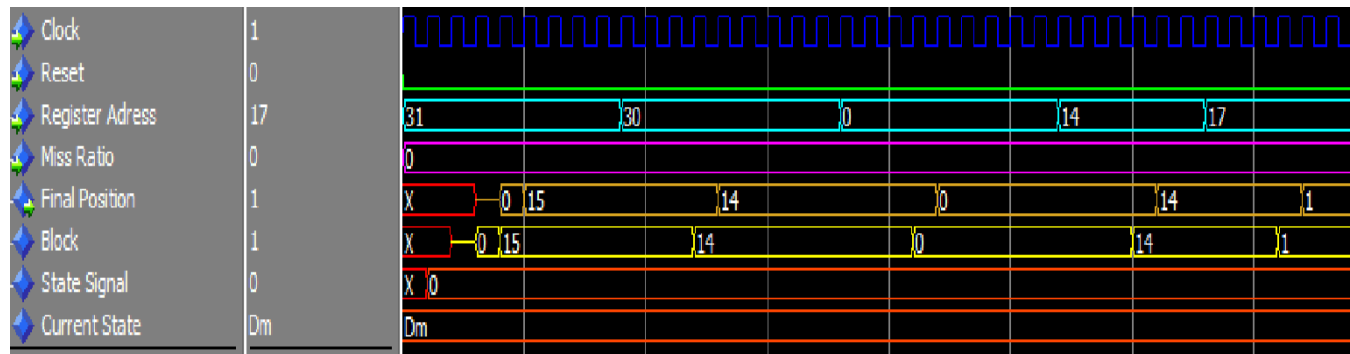 Clock 1
Reset 0
Register Adress 17 31 30 0 14 17
Miss Ratio 0 0
Final Position 1 X 0 15 14 0 14 1
Block 1 X 0 15 14 0 14 1
State Signal 0 X 0
Current State Dm Dm